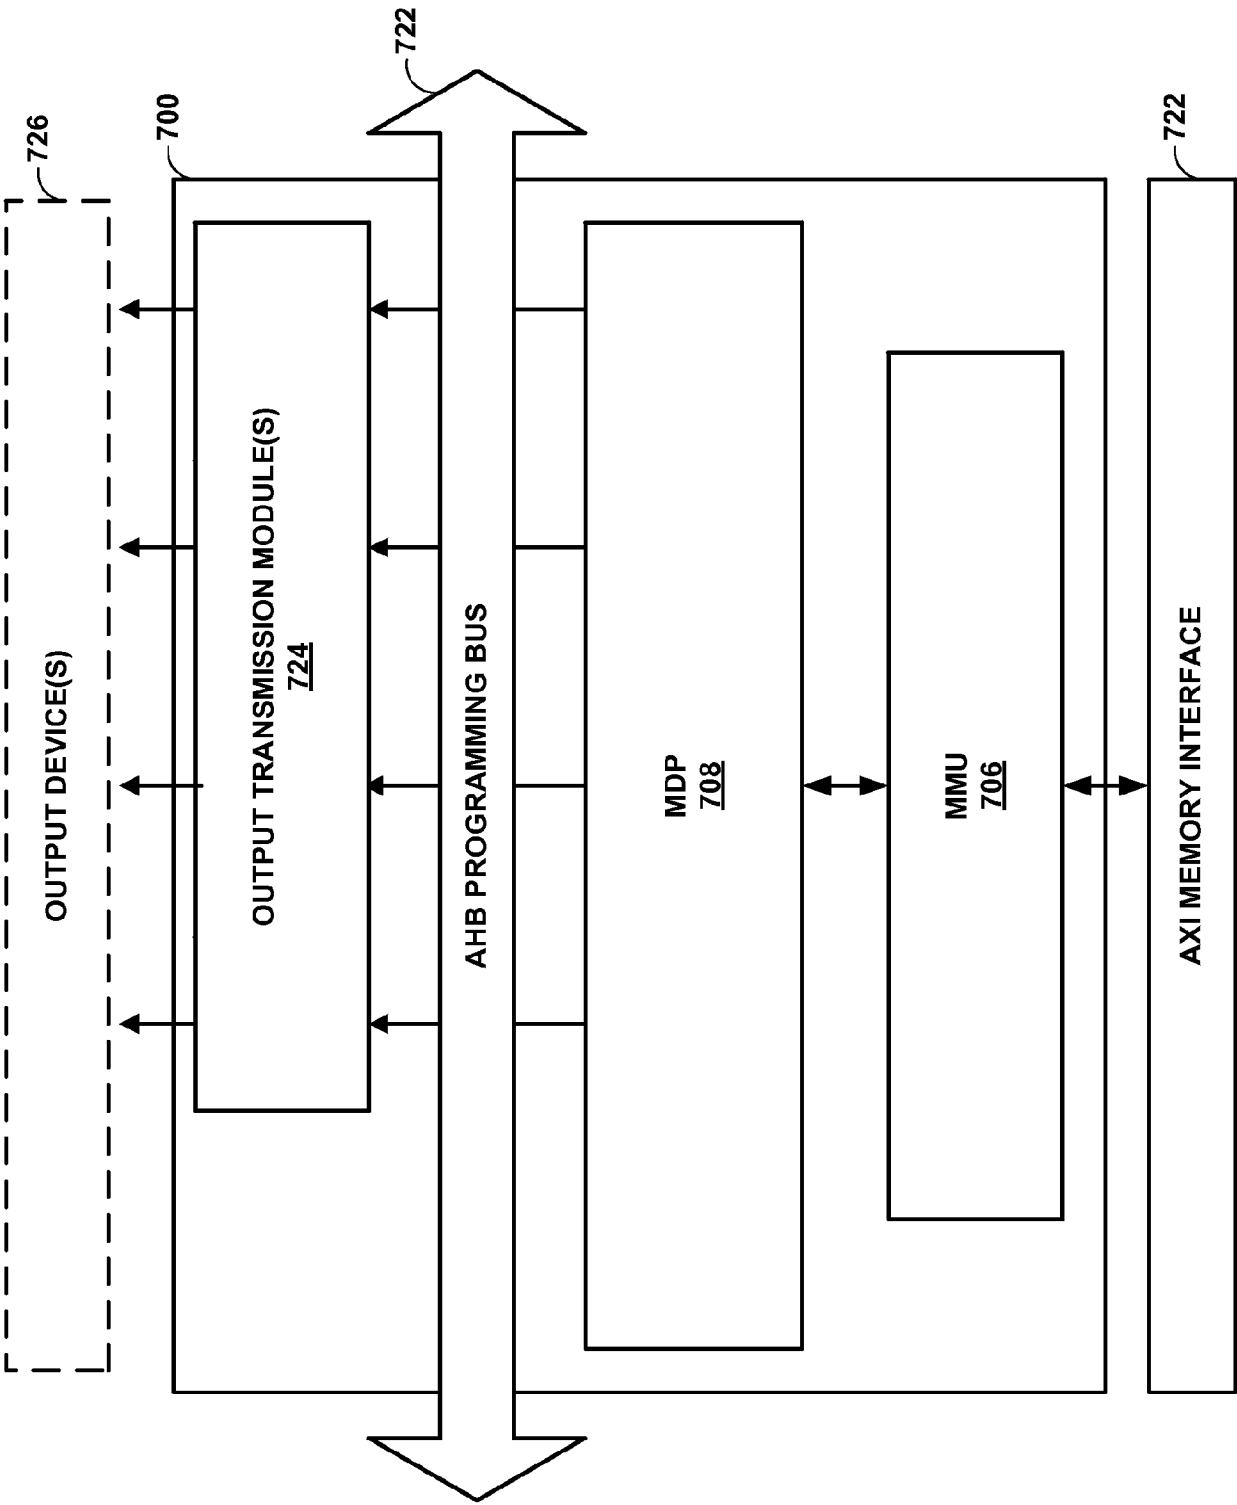 726
OUTPUT DEVICE(S)
700
OUTPUT TRANSMISSION MODULE(S)
724
722
AHB PROGRAMMING BUS
MDP
708
MMU
706
722
AXI MEMORY INTERFACE